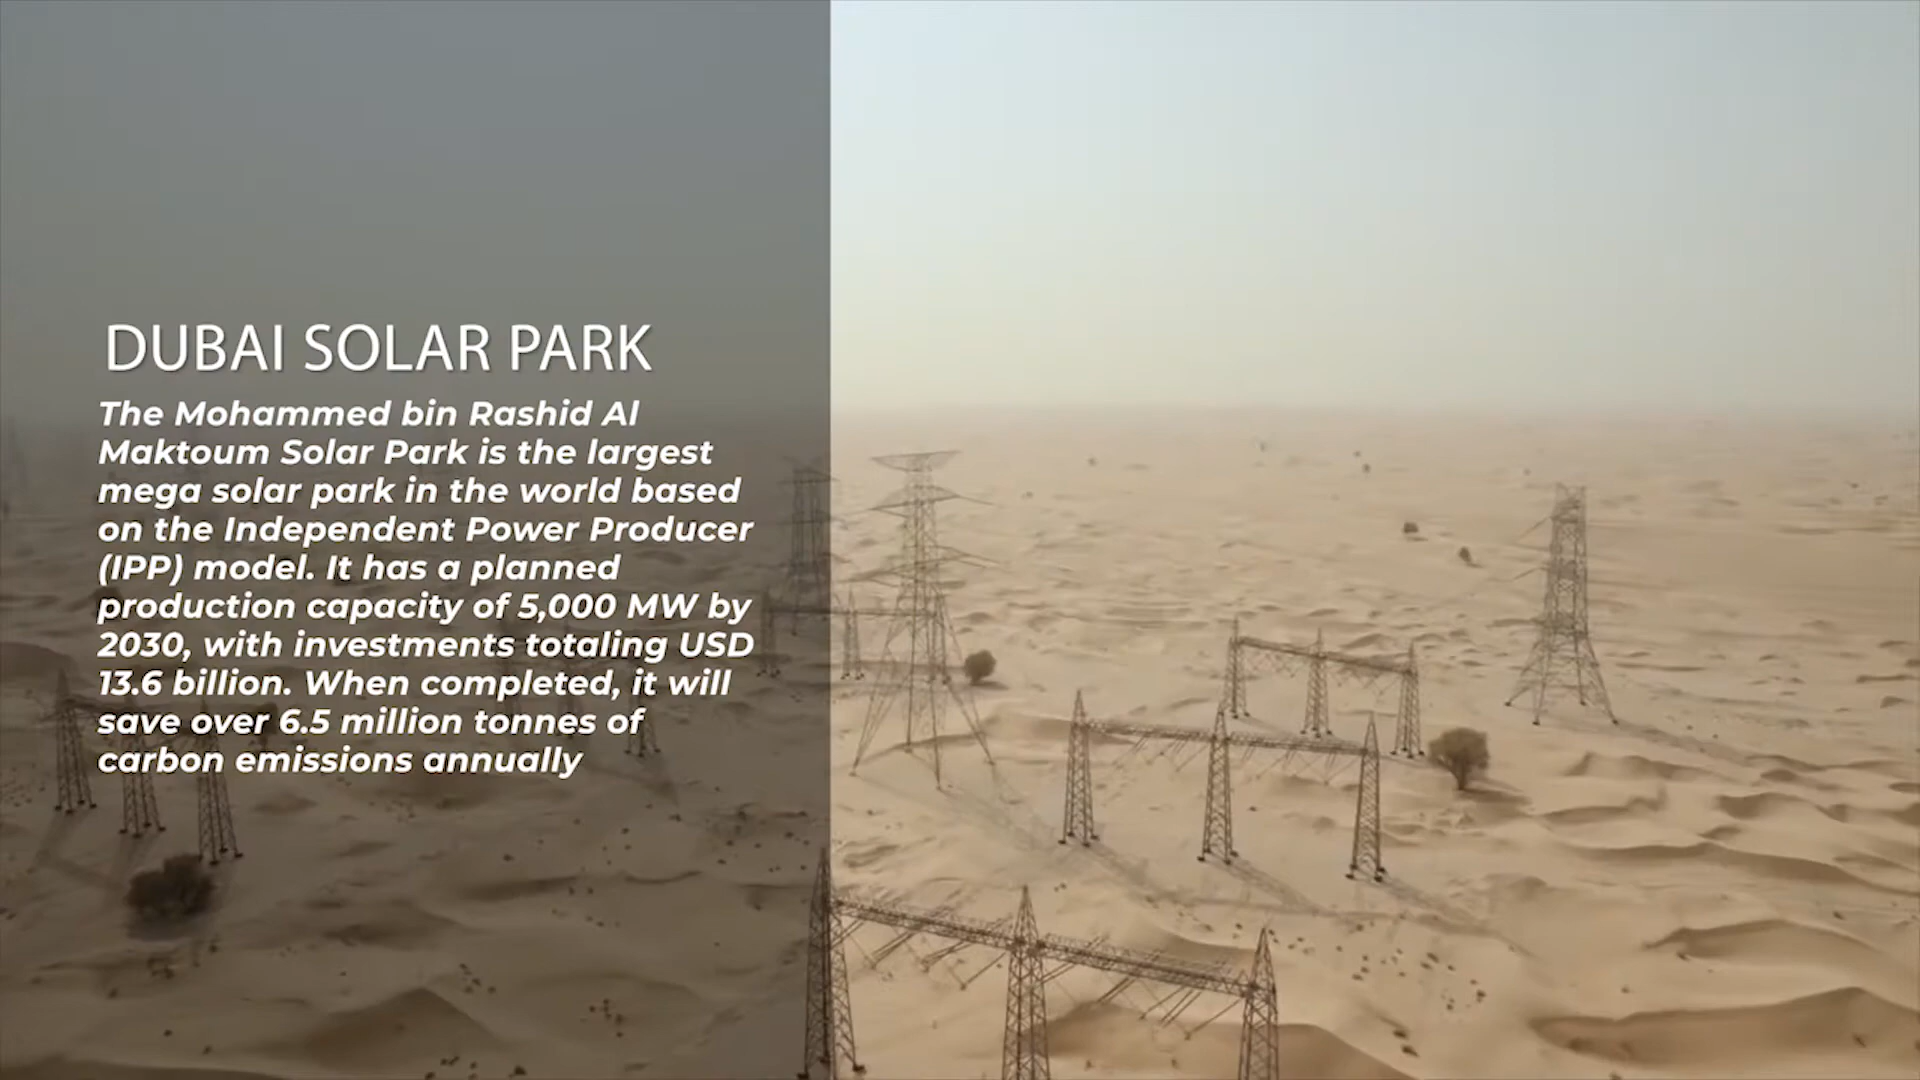 DUBAI SOLAR PARK
The Mohammed bin Rashid Al
Maktoum Solar Park is the largest
mega solar park in the world based
on the Independent Power Producer
(IPP) model. It has a planned
production capacity of 5,000 MW by
2030, with investments totaling USD
13.6 billion. When completed, it will
save over 6.5 million tonnes of
carbon emissions annually